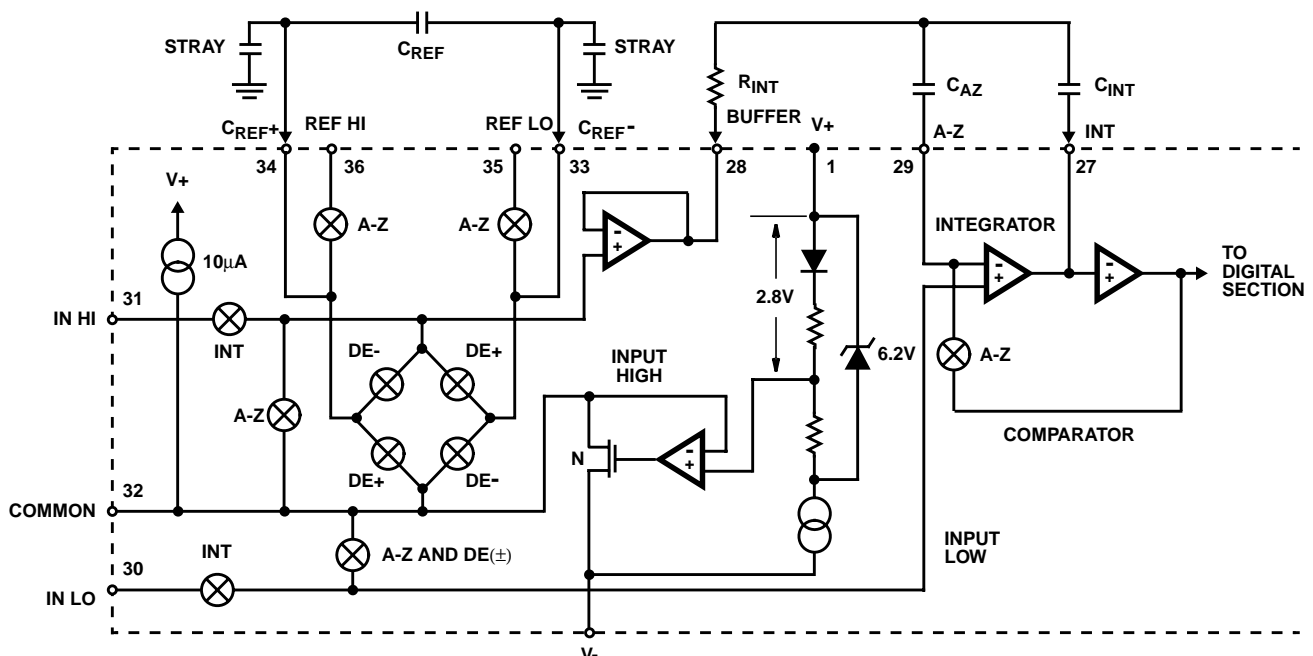 STRAY
CREF
STRAY
RINT
CAZ
CINT
CREF+
REF HI
REF LO
CREF-
BUFFER
V+
A-Z
INT
34
36
35
33
28
1
29
27
V+
A-Z
A-Z
-
+
INTEGRATOR
-
+
-
TO
DIGITAL
SECTION
10μA
2.8V
31
IN HI
INT
DE-
DE+
INPUT
HIGH
6.2V
A-Z
A-Z
COMPARATOR
DE+
DE-
N
-
+
32
COMMON
INT
A-Z AND DE(±)
INPUT
LOW
30
IN LO
V-